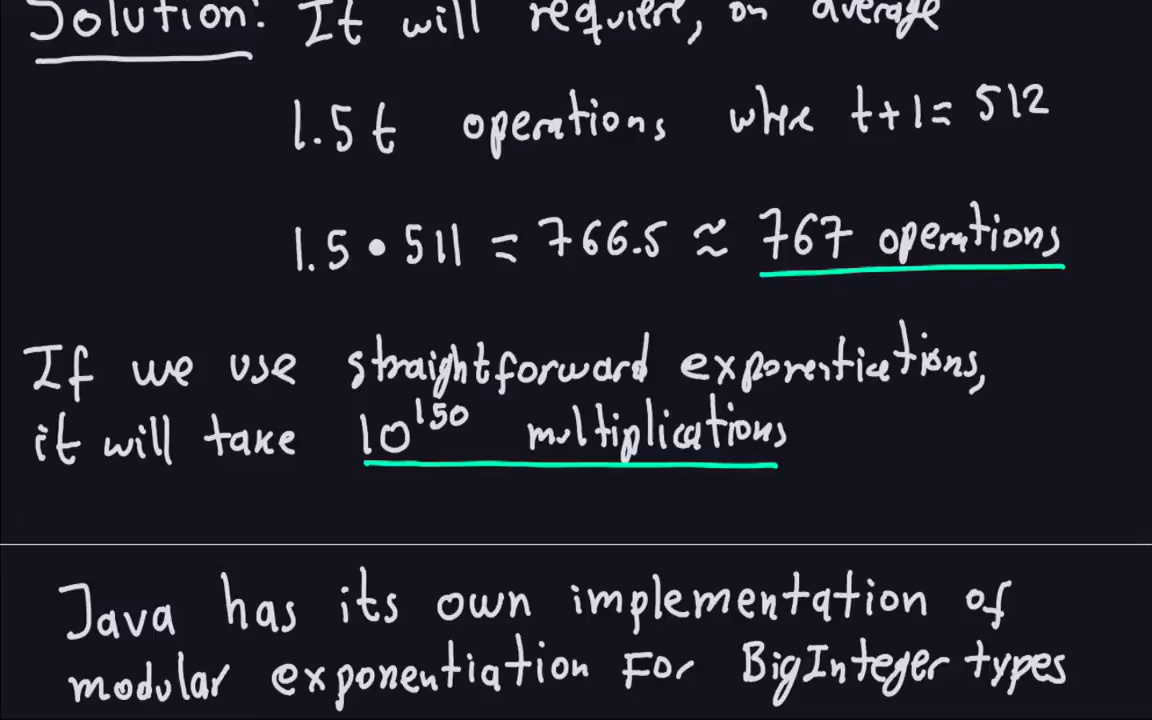 Solution: It will requiere, on average
1.5t operations where t+1= 512
1.5 • 511 = 766.5 ≈ 767 operations
If we use straightforward exponentiations,
it will take 10^150 multiplications
Java has its own implementation of
modular exponentiation For BigInteger types